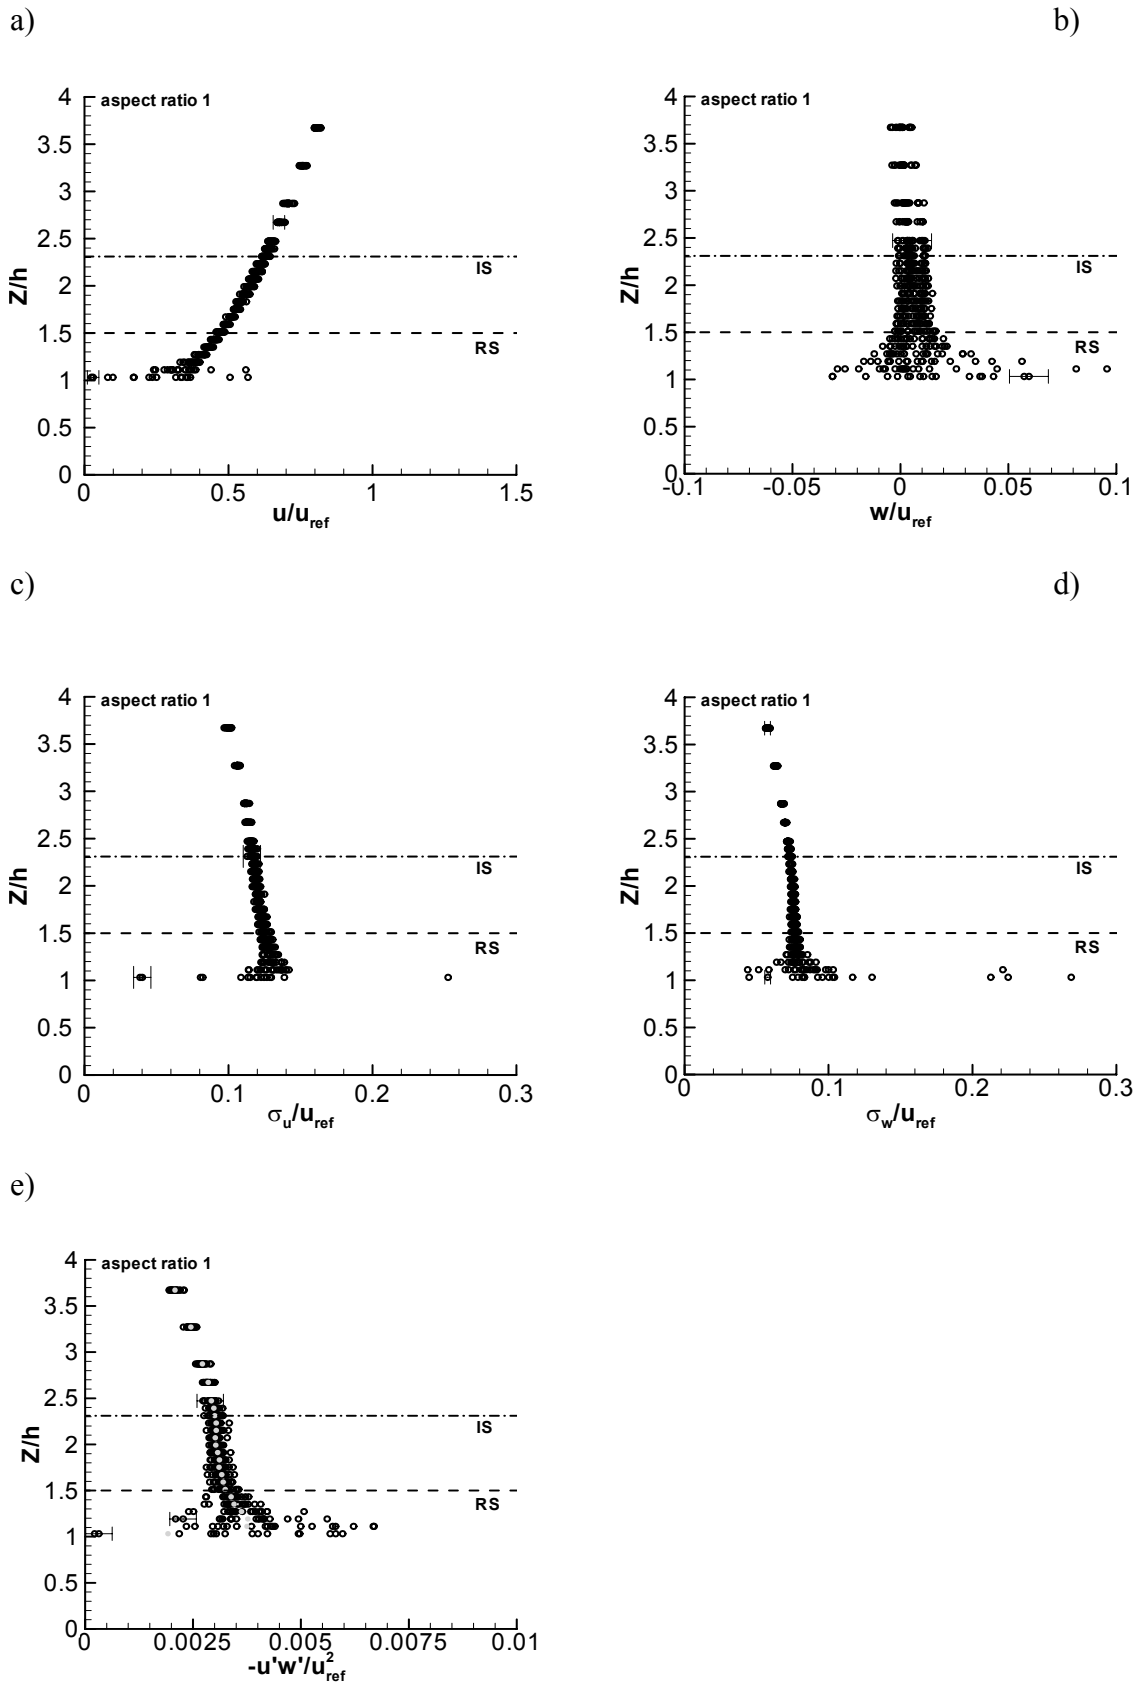 a)
b)
aspect ratio 1
4
3.5
3
2.5
2
1.5
1
0.5
0
Z/h
IS
RS
0 0.5 1 1.5
u/u_ref
aspect ratio 1
4
3.5
3
2.5
2
1.5
1
0.5
0
Z/h
IS
RS
-0.1 -0.05 0 0.05 0.1
w/u_ref
c)
d)
aspect ratio 1
4
3.5
3
2.5
2
1.5
1
0.5
0
Z/h
IS
RS
0 0.1 0.2 0.3
σ_u/u_ref
aspect ratio 1
4
3.5
3
2.5
2
1.5
1
0.5
0
Z/h
IS
RS
0 0.1 0.2 0.3
σ_w/u_ref
e)
aspect ratio 1
4
3.5
3
2.5
2
1.5
1
0.5
0
Z/h
IS
RS
0 0.0025 0.005 0.0075 0.01
-u'w'/u²_ref